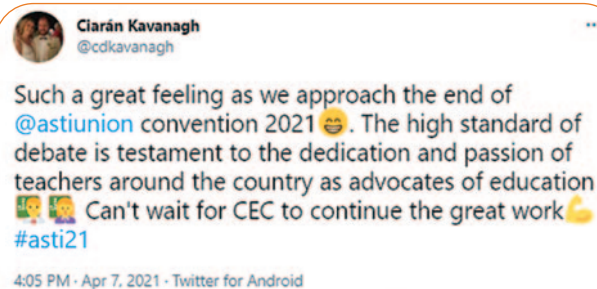 Ciarán Kavanagh
@cdkavanagh
Such a great feeling as we approach the end of
@astiunion convention 2021😁. The high standard of
debate is testament to the dedication and passion of
teachers around the country as advocates of education
👨‍🏫👩‍🏫 Can't wait for CEC to continue the great work💪
#asti21
4:05 PM · Apr 7, 2021 · Twitter for Android